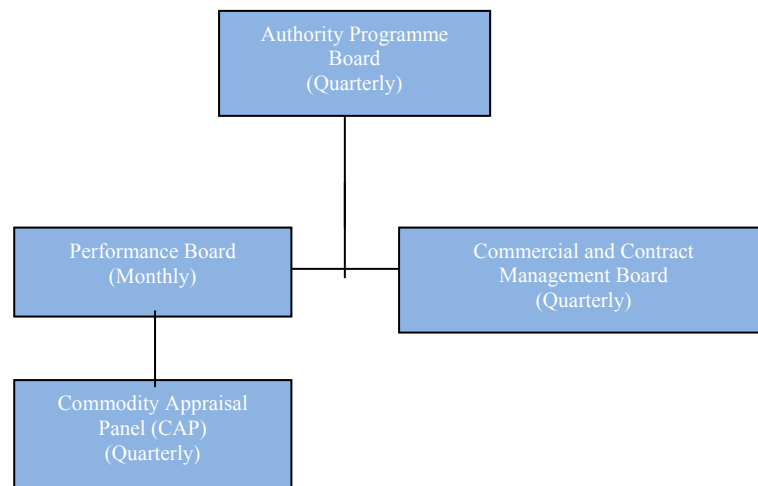 Authority Programme
Board
(Quarterly)
Performance Board
(Monthly)
Commercial and Contract
Management Board
(Quarterly)
Commodity Appraisal
Panel (CAP)
(Quarterly)